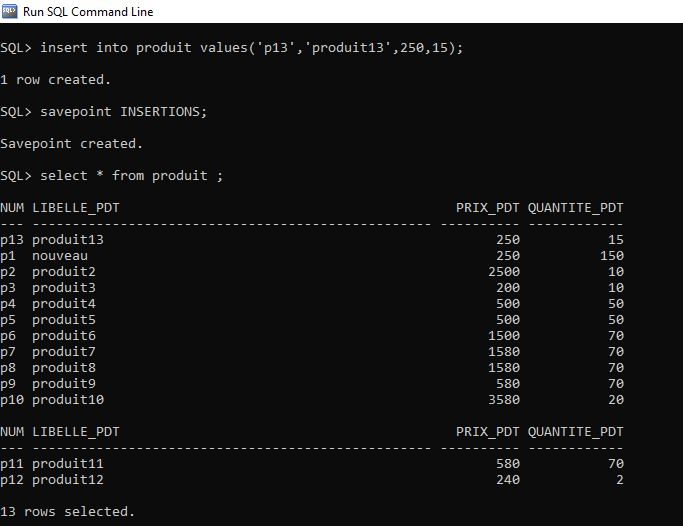 Run SQL Command Line
SQL> insert into produit values('p13','produit13',250,15);
1 row created.
SQL> savepoint INSERTIONS;
Savepoint created.
SQL> select * from produit ;
NUM LIBELLE_PDT PRIX_PDT QUANTITE_PDT
--- -------------------------------------------------- ---------- ------------
p13 produit13 250 15
p1 nouveau 250 150
p2 produit2 2500 10
p3 produit3 200 10
p4 produit4 500 50
p5 produit5 500 50
p6 produit6 1500 70
p7 produit7 1580 70
p8 produit8 1580 70
p9 produit9 580 70
p10 produit10 3580 20
NUM LIBELLE_PDT PRIX_PDT QUANTITE_PDT
--- -------------------------------------------------- ---------- ------------
p11 produit11 580 70
p12 produit12 240 2
13 rows selected.